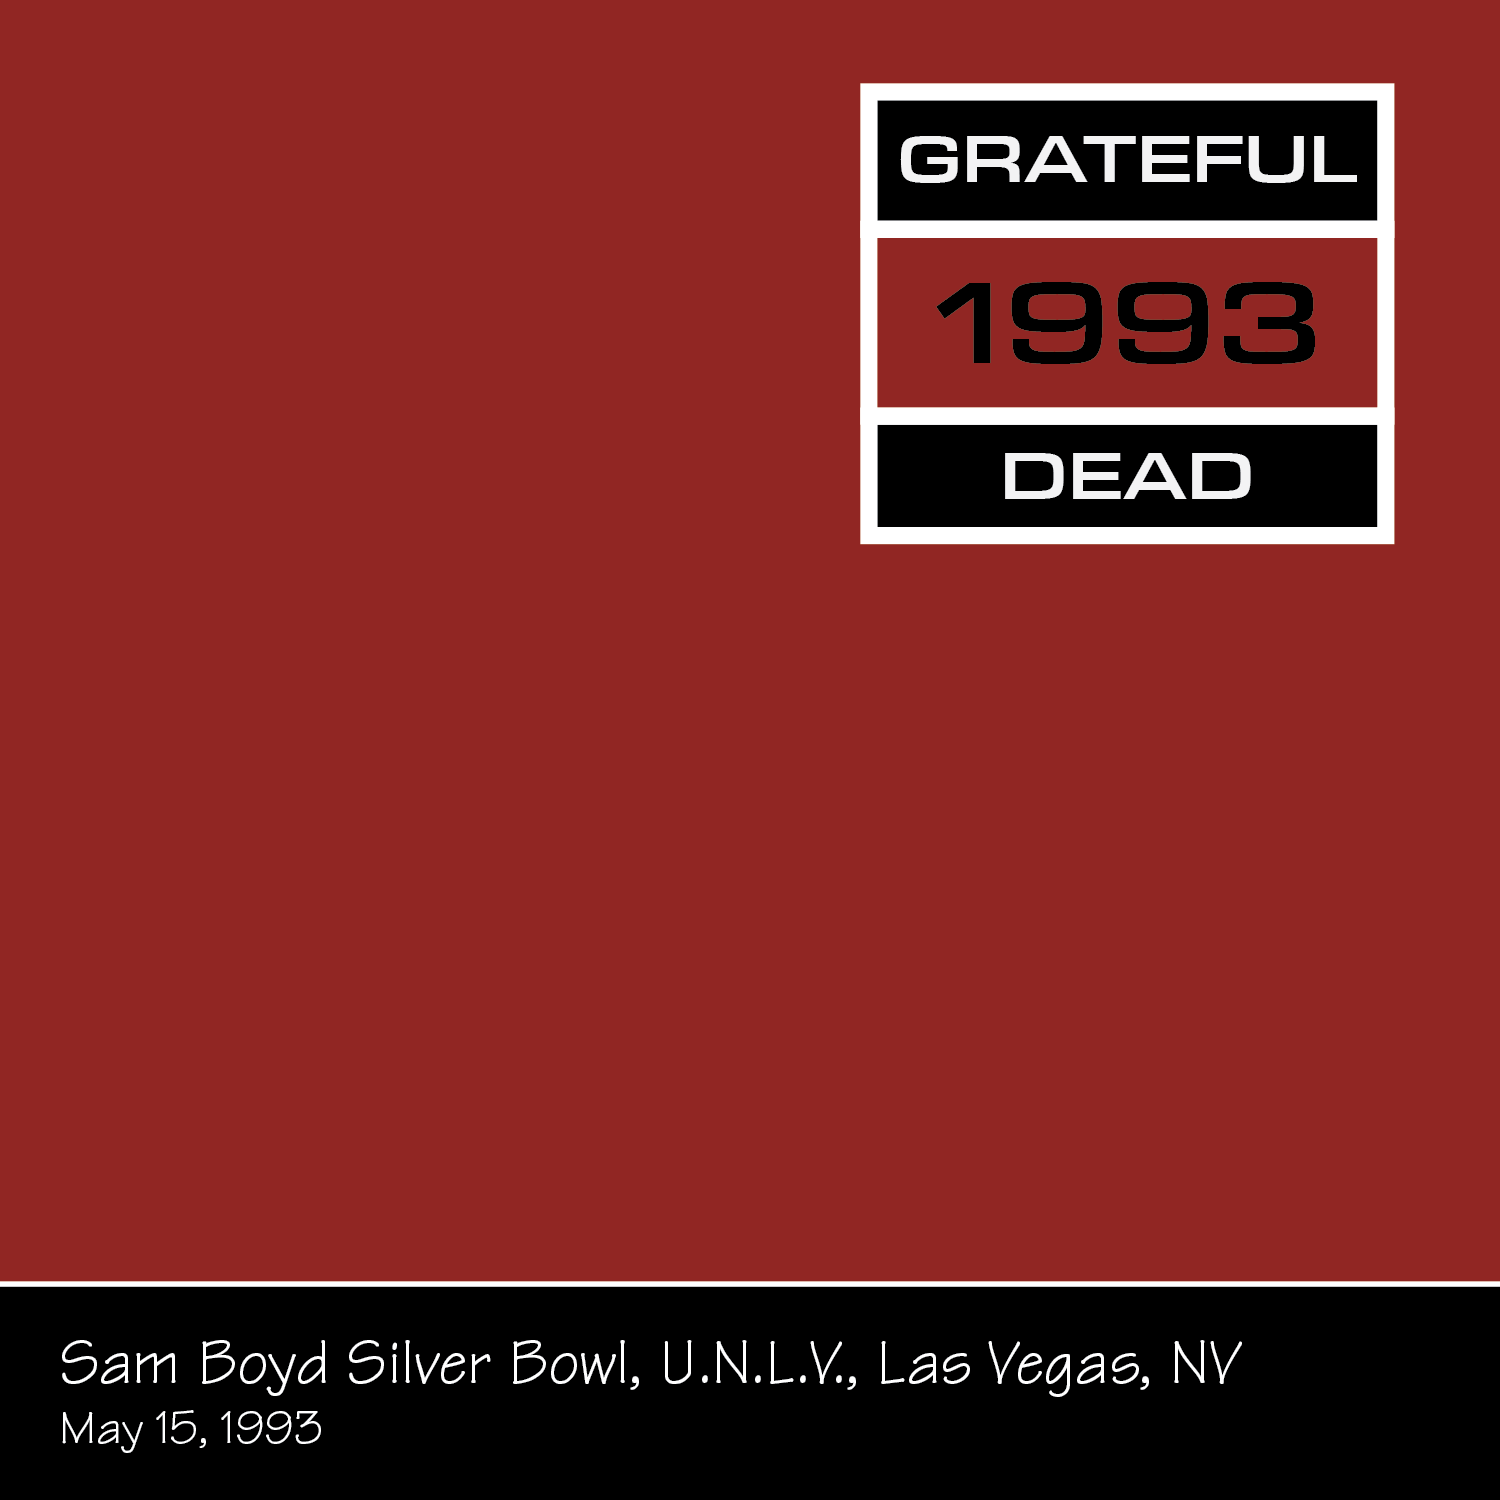 GRATEFUL
1993
DEAD
Sam Boyd Silver Bowl, U.N.L.V., Las Vegas, NV
May 15, 1993